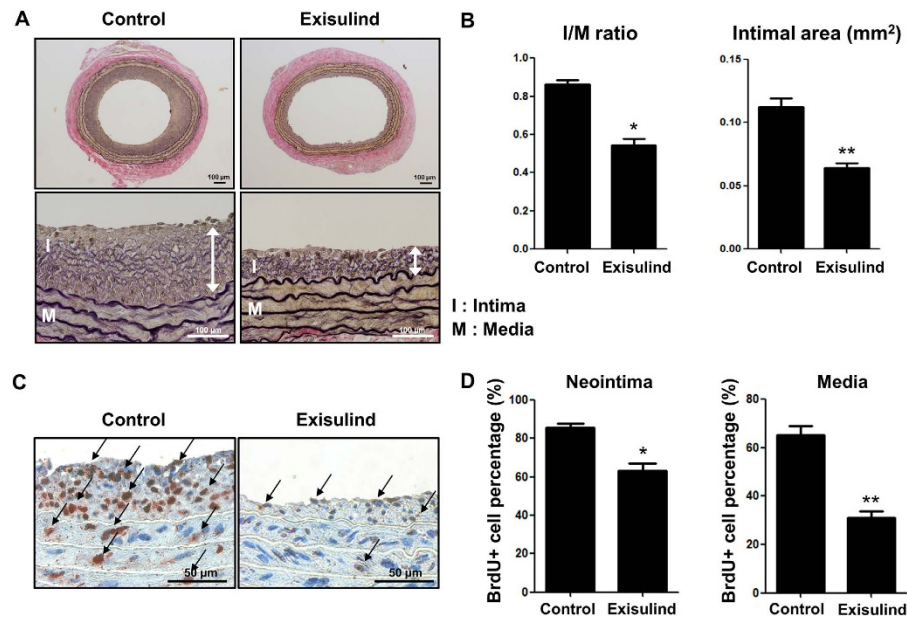 A
Control
Exisulind
100 µm
100 µm
I
M
100 µm
I
M
100 µm
I : Intima
M : Media
B
I/M ratio
1.0
0.8
0.6
0.4
0.2
0.0
*
Control Exisulind
Intimal area (mm²)
0.15
0.10
0.05
0.00
**
Control Exisulind
C
Control
Exisulind
50 µm
50 µm
D
Neointima
BrdU+ cell percentage (%)
100
80
60
40
20
0
*
Control Exisulind
Media
BrdU+ cell percentage (%)
80
60
40
20
0
**
Control Exisulind